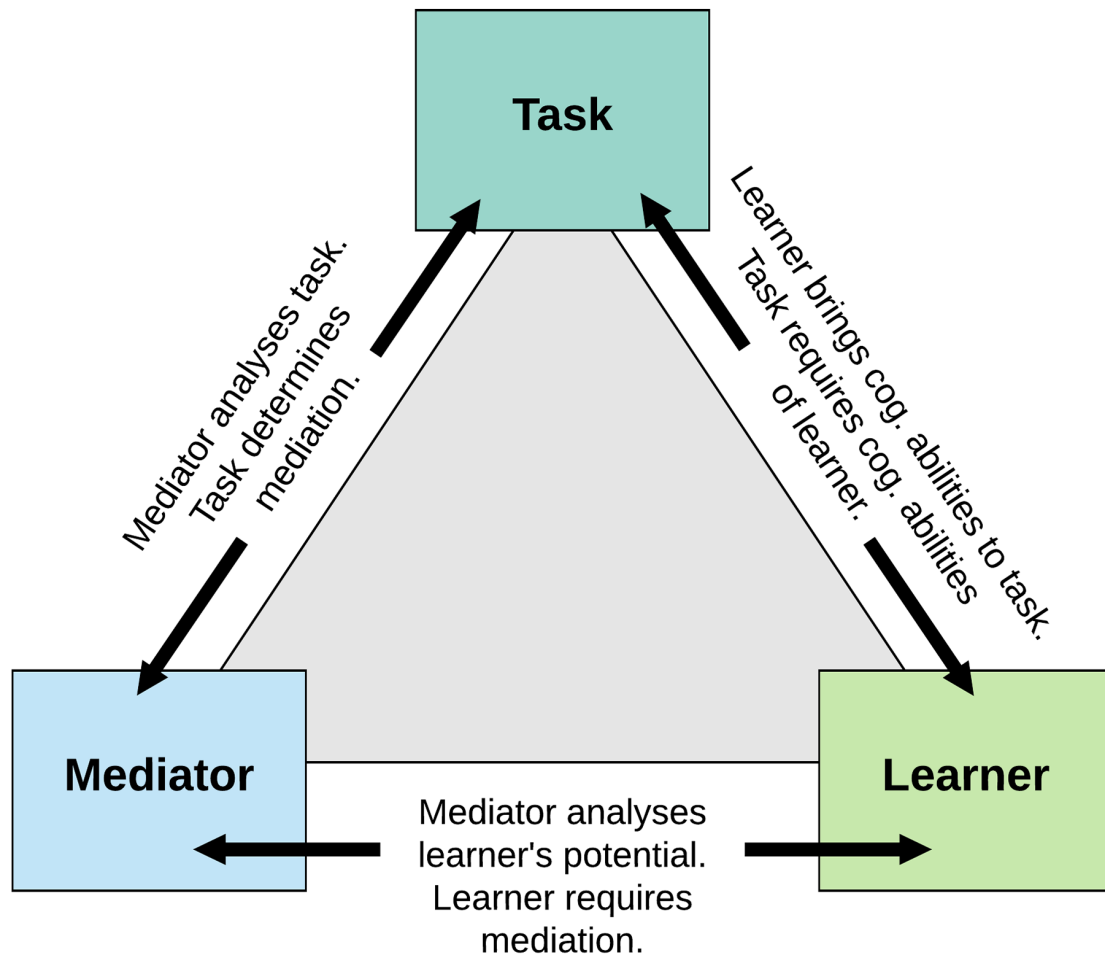 Task
Mediator analyses task.
Task determines
mediation.
Learner brings cog. abilities to task.
Task requires cog. abilities
of learner.
Mediator
Learner
Mediator analyses
learner's potential.
Learner requires
mediation.